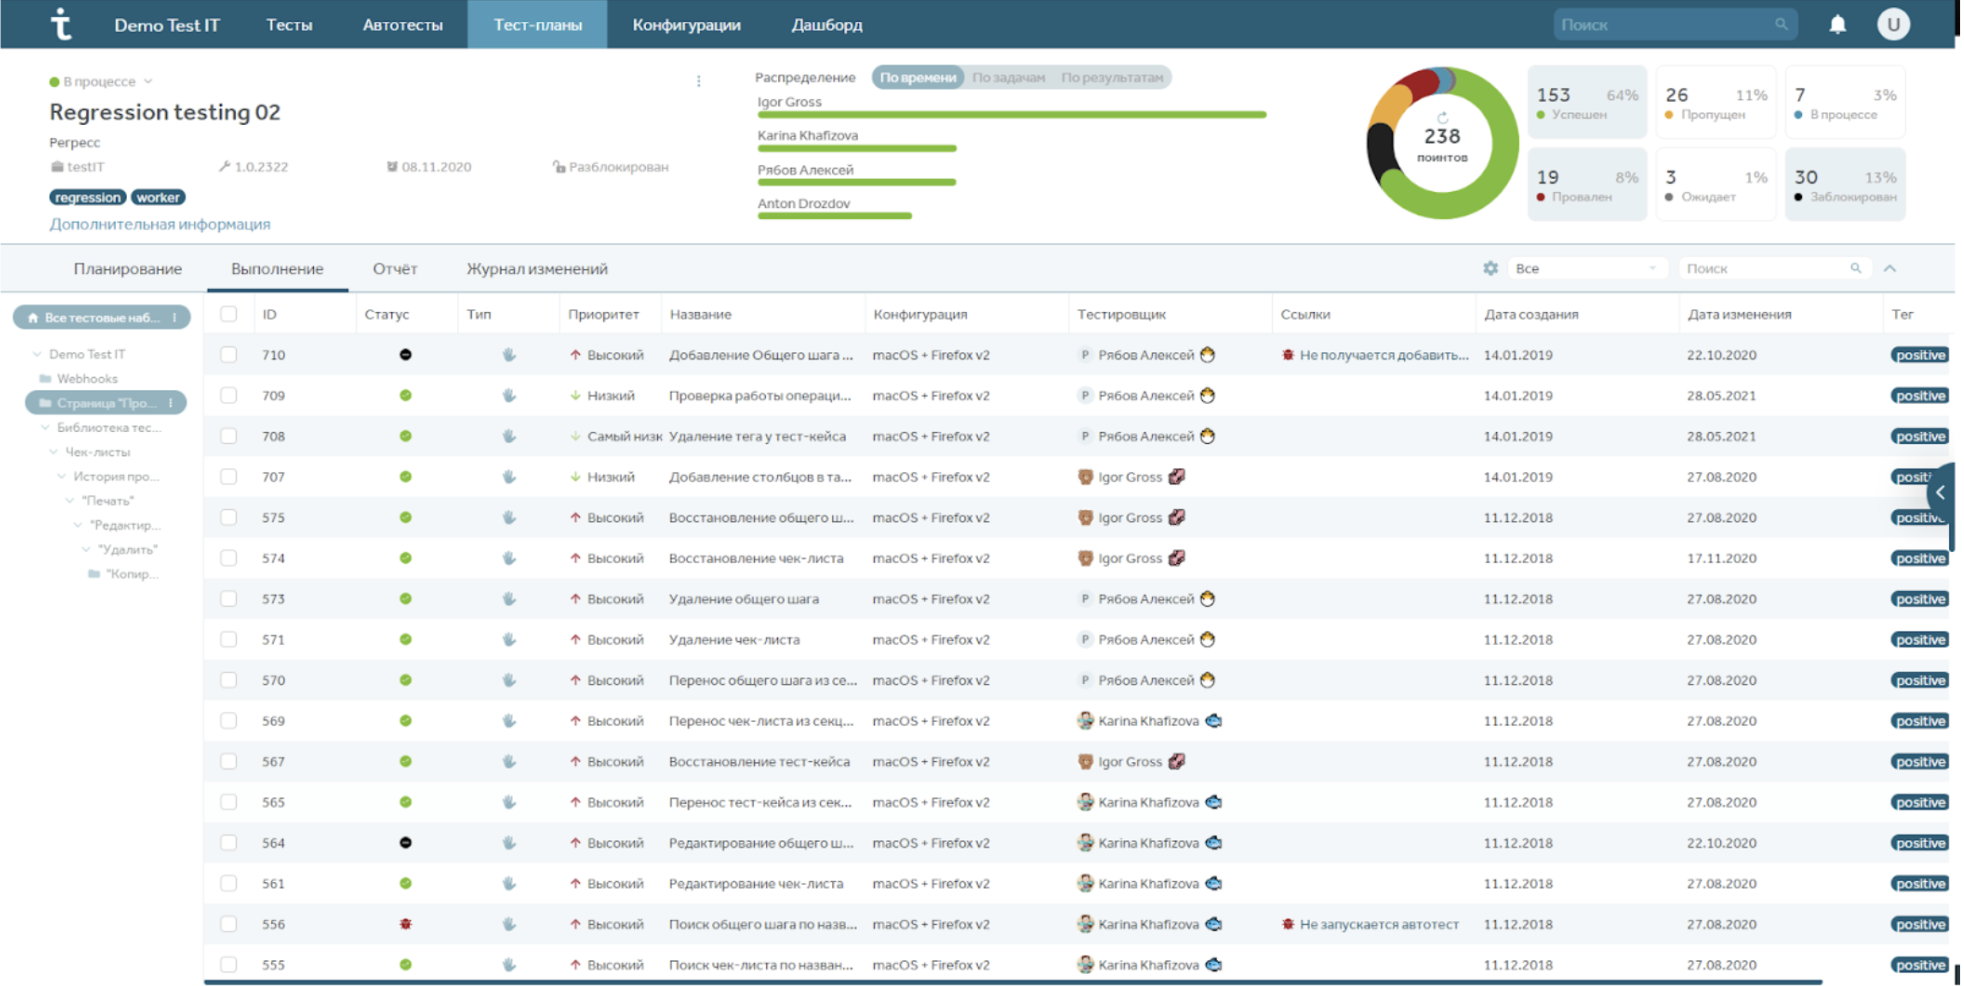 Demo Test IT Тесты Автотесты Тест-планы Конфигурации Дашборд Поиск U
В процессе
Regression testing 02
Регресс
testIT 1.0.2322 08.11.2020 Разблокирован
regression worker
Дополнительная информация
Распределение По времени По задачам По результатам
Igor Gross
Karina Khafizova
Рябов Алексей
Anton Drozdov
238
поинтов
153 64%
Успешен
26 11%
Пропущен
7 3%
В процессе
19 8%
Провален
3 1%
Ожидает
30 13%
Заблокирован
Планирование Выполнение Отчёт Журнал изменений Все Поиск
Все тестовые наб...
Demo Test IT
Webhooks
Страница "Про...
Библиотека тес...
Чек-листы
История про...
"Печать"
"Редактир...
"Удалить"
"Копир...
ID Статус Тип Приоритет Название Конфигурация Тестировщик Ссылки Дата создания Дата изменения Тег
710 Высокий Добавление Общего шага ... macOS + Firefox v2 Р Рябов Алексей Не получается добавить... 14.01.2019 22.10.2020 positive
709 Низкий Проверка работы операци... macOS + Firefox v2 Р Рябов Алексей 14.01.2019 28.05.2021 positive
708 Самый низк Удаление тега у тест-кейса macOS + Firefox v2 Р Рябов Алексей 14.01.2019 28.05.2021 positive
707 Низкий Добавление столбцов в та... macOS + Firefox v2 Igor Gross 14.01.2019 27.08.2020
575 Высокий Восстановление общего ш... macOS + Firefox v2 Igor Gross 11.12.2018 27.08.2020
574 Высокий Восстановление чек-листа macOS + Firefox v2 Igor Gross 11.12.2018 17.11.2020 positive
573 Высокий Удаление общего шага macOS + Firefox v2 Р Рябов Алексей 11.12.2018 27.08.2020 positive
571 Высокий Удаление чек-листа macOS + Firefox v2 Р Рябов Алексей 11.12.2018 27.08.2020 positive
570 Высокий Перенос общего шага из се... macOS + Firefox v2 Р Рябов Алексей 11.12.2018 27.08.2020 positive
569 Высокий Перенос чек-листа из секц... macOS + Firefox v2 Karina Khafizova 11.12.2018 27.08.2020 positive
567 Высокий Восстановление тест-кейса macOS + Firefox v2 Igor Gross 11.12.2018 27.08.2020 positive
565 Высокий Перенос тест-кейса из сек... macOS + Firefox v2 Karina Khafizova 11.12.2018 27.08.2020 positive
564 Высокий Редактирование общего ш... macOS + Firefox v2 Karina Khafizova 11.12.2018 22.10.2020 positive
561 Высокий Редактирование чек-листа macOS + Firefox v2 Karina Khafizova 11.12.2018 27.08.2020 positive
556 Высокий Поиск общего шага по назв... macOS + Firefox v2 Karina Khafizova Не запускается автотест 11.12.2018 27.08.2020 positive
555 Высокий Поиск чек-листа по назван... macOS + Firefox v2 Karina Khafizova 11.12.2018 27.08.2020 positive